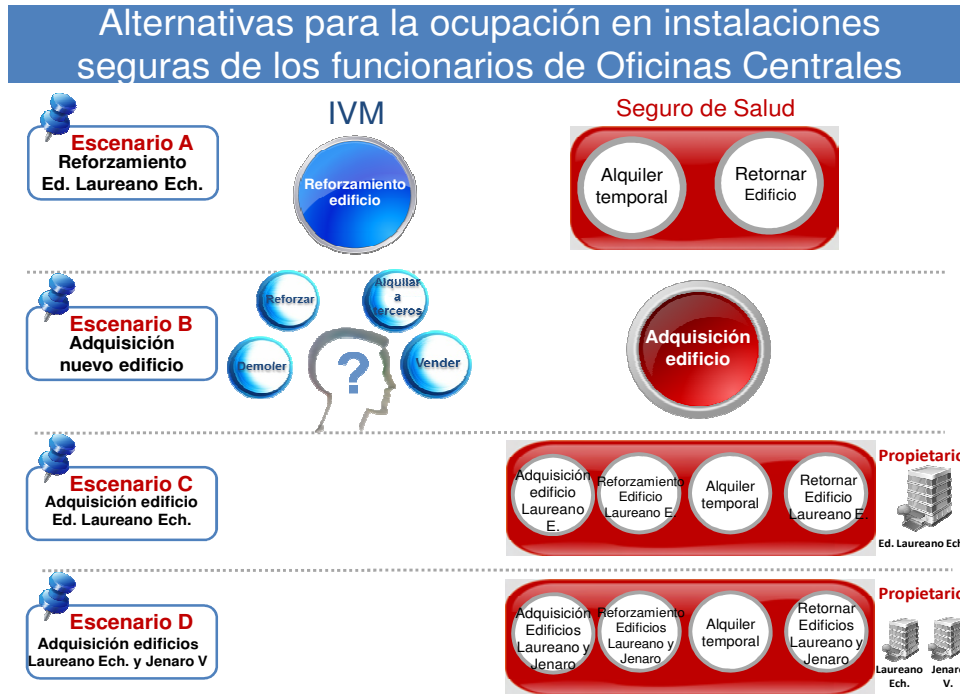 Alternativas para la ocupación en instalaciones
seguras de los funcionarios de Oficinas Centrales
IVM
Seguro de Salud
Escenario A
Reforzamiento
Ed. Laureano Ech.
Reforzamiento
edificio
Alquiler
temporal
Retornar
Edificio
Escenario B
Adquisición
nuevo edificio
Demoler
Reforzar
Alquilar
a
terceros
Vender
?
Adquisición
edificio
Escenario C
Adquisición edificio
Ed. Laureano Ech.
Adquisición
edificio
Laureano
E.
Reforzamiento
Edificio
Laureano E.
Alquiler
temporal
Retornar
Edificio
Laureano E.
Propietario
Ed. Laureano Ech
Escenario D
Adquisición edificios
Laureano Ech. y Jenaro V
Adquisición
Edificios
Laureano y
Jenaro
Reforzamiento
Edificios
Laureano y
Jenaro
Alquiler
temporal
Retornar
Edificios
Laureano y
Jenaro
Propietario
Laureano
Ech.
Jenaro
V.